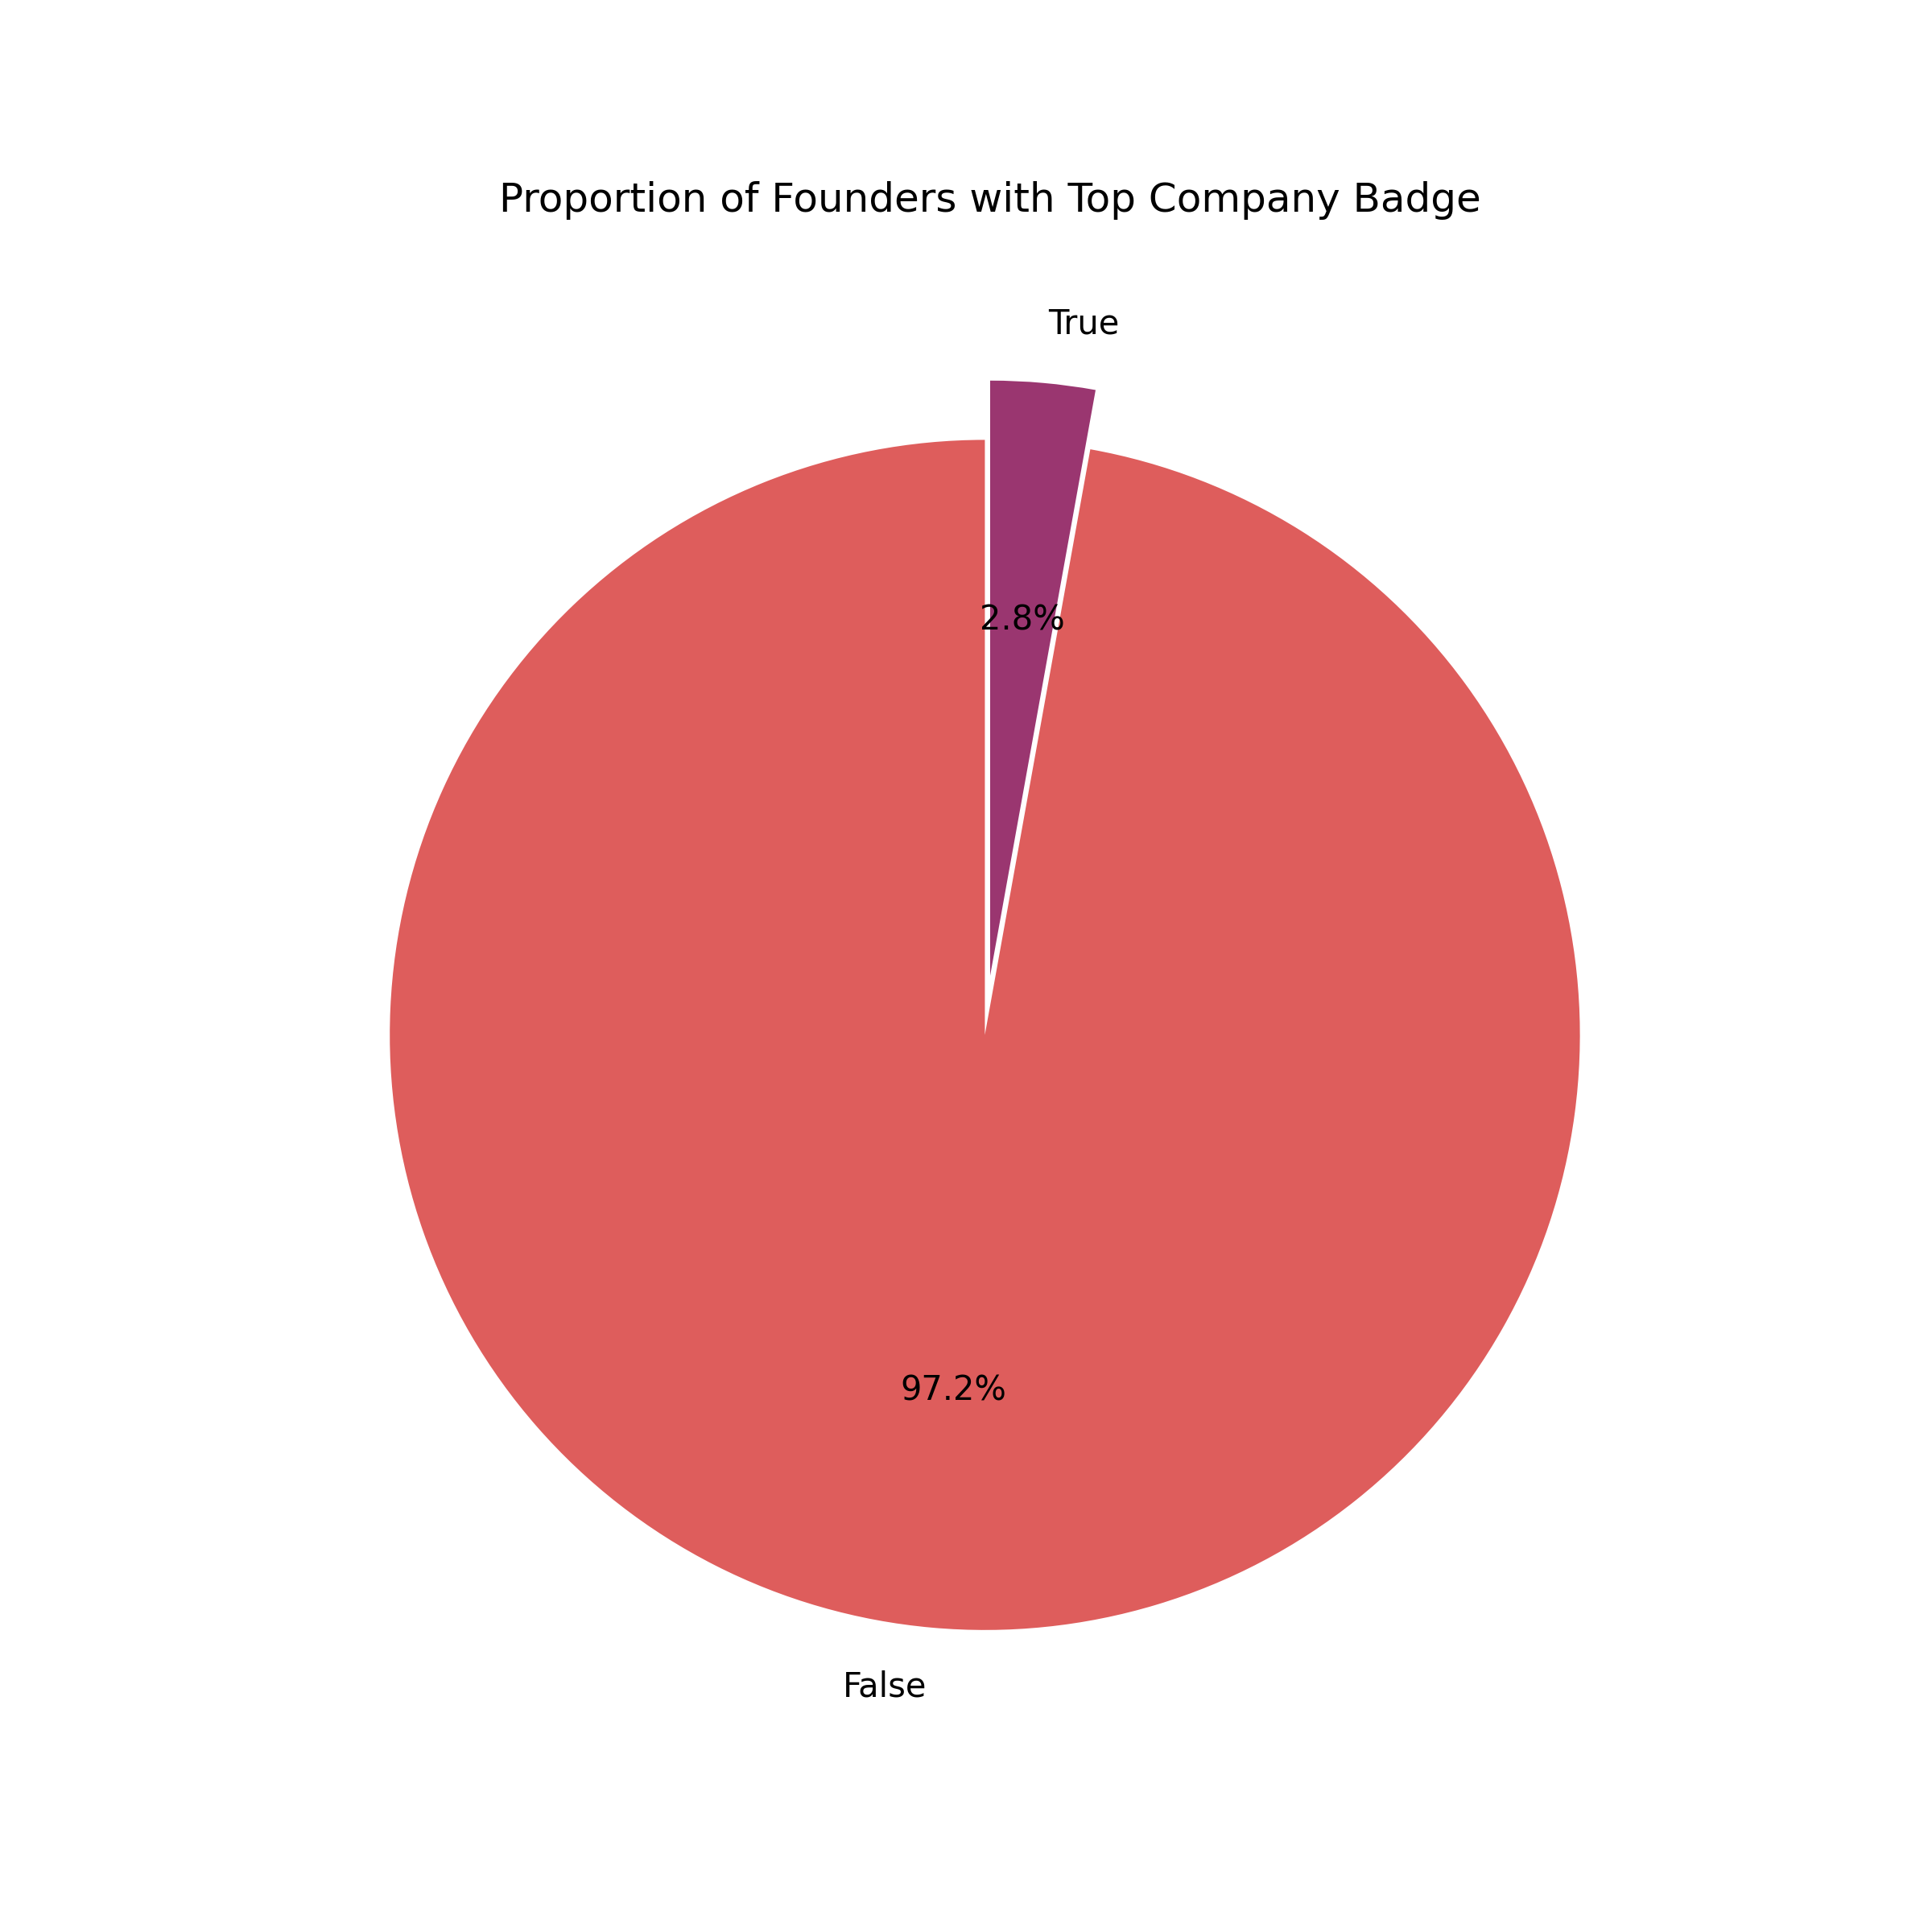 Proportion of Founders with Top Company Badge
True
2.8%
97.2%
False